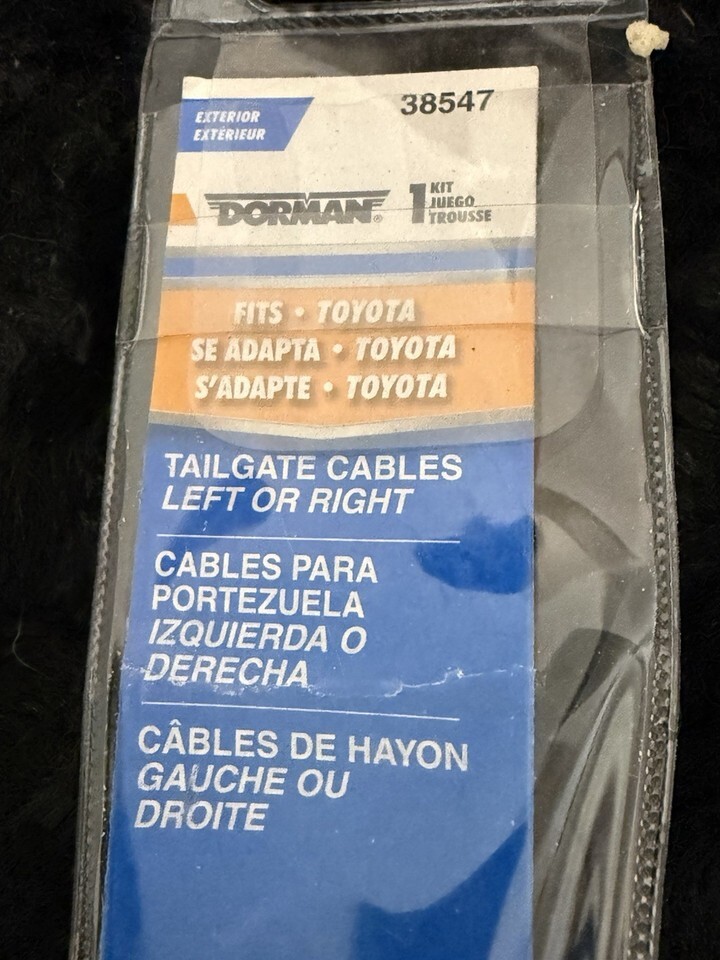 EXTERIOR
EXTÉRIEUR
38547
DORMAN®
1 KIT
JUEGO
TROUSSE
FITS • TOYOTA
SE ADAPTA • TOYOTA
S'ADAPTE • TOYOTA
TAILGATE CABLES
LEFT OR RIGHT
CABLES PARA
PORTEZUELA
IZQUIERDA O
DERECHA
CÂBLES DE HAYON
GAUCHE OU
DROITE